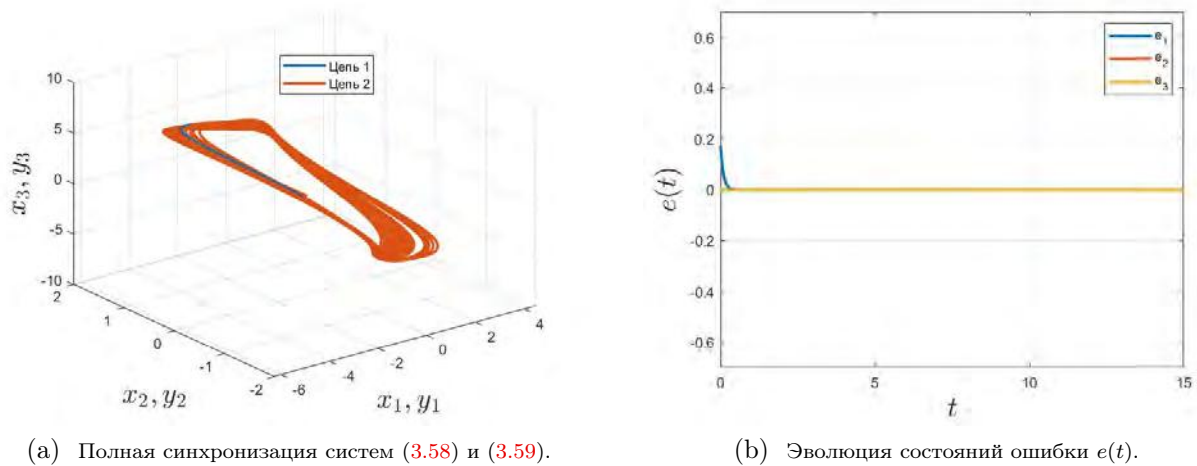 Цепь 1
Цепь 2
10
5
0
-5
-10
x₃, y₃
2
1
0
-1
-2
x₂, y₂
-6
-4
-2
0
2
4
x₁, y₁
(a) Полная синхронизация систем (3.58) и (3.59).
e₁
e₂
e₃
0.6
0.4
0.2
0
-0.2
-0.4
-0.6
e(t)
0
5
10
15
t
(b) Эволюция состояний ошибки e(t).